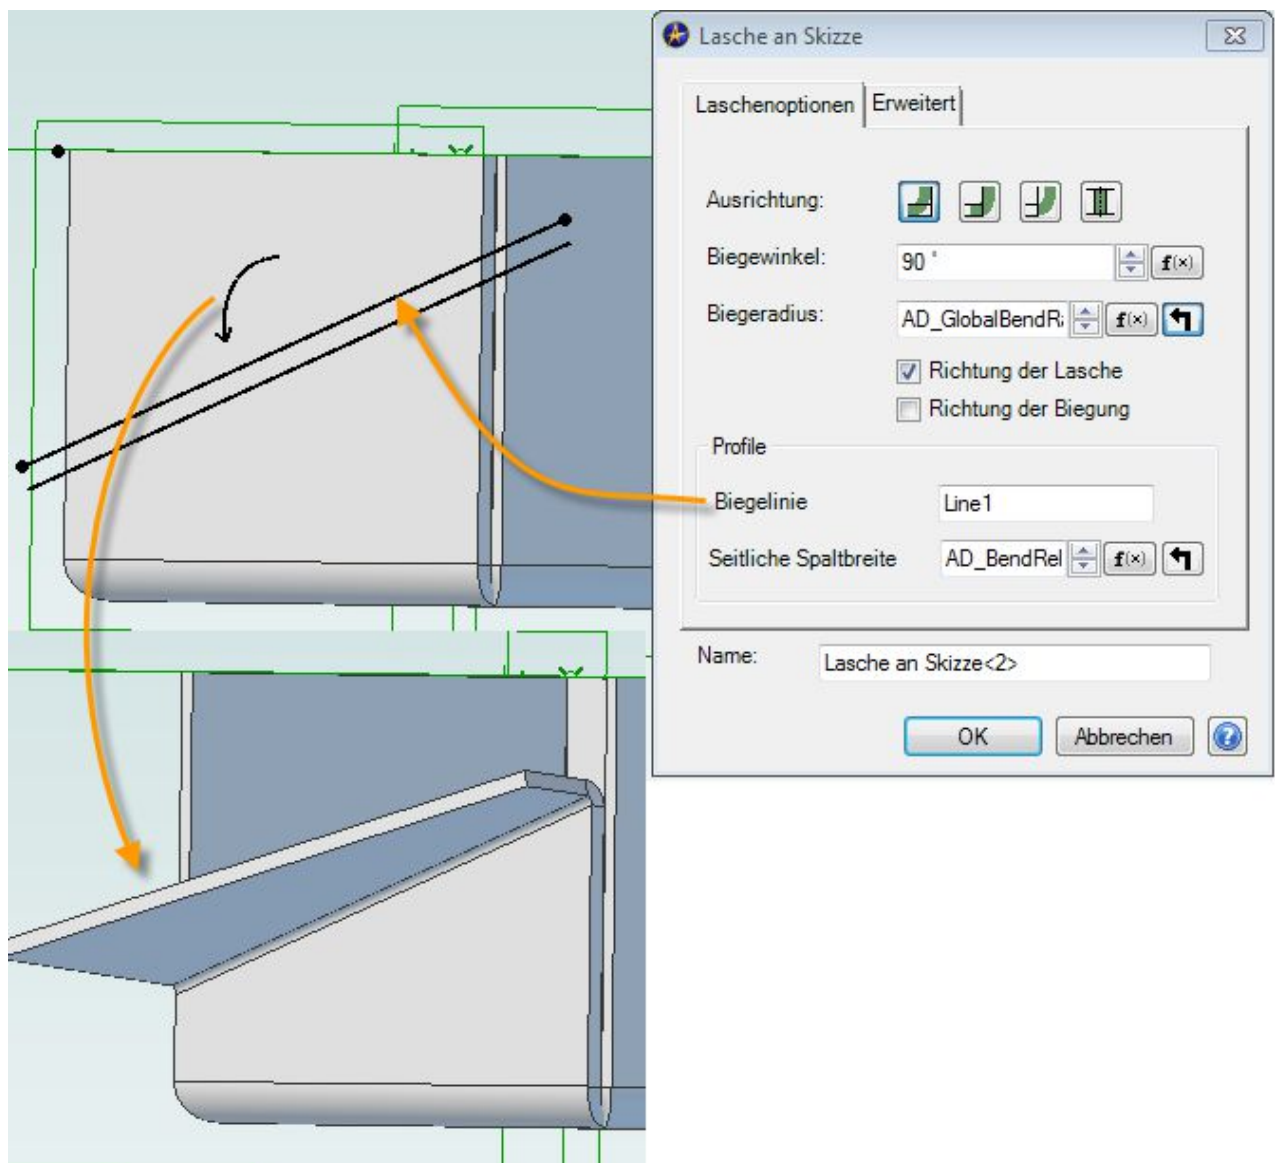 Lasche an Skizze
Laschenoptionen Erweitert
Ausrichtung:
Biegewinkel: 90 ° f(x)
Biegeradius: AD_GlobalBendRa f(x)
Richtung der Lasche
Richtung der Biegung
Profile
Biegelinie Line1
Seitliche Spaltbreite AD_BendRel f(x)
Name: Lasche an Skizze<2>
OK Abbrechen ?